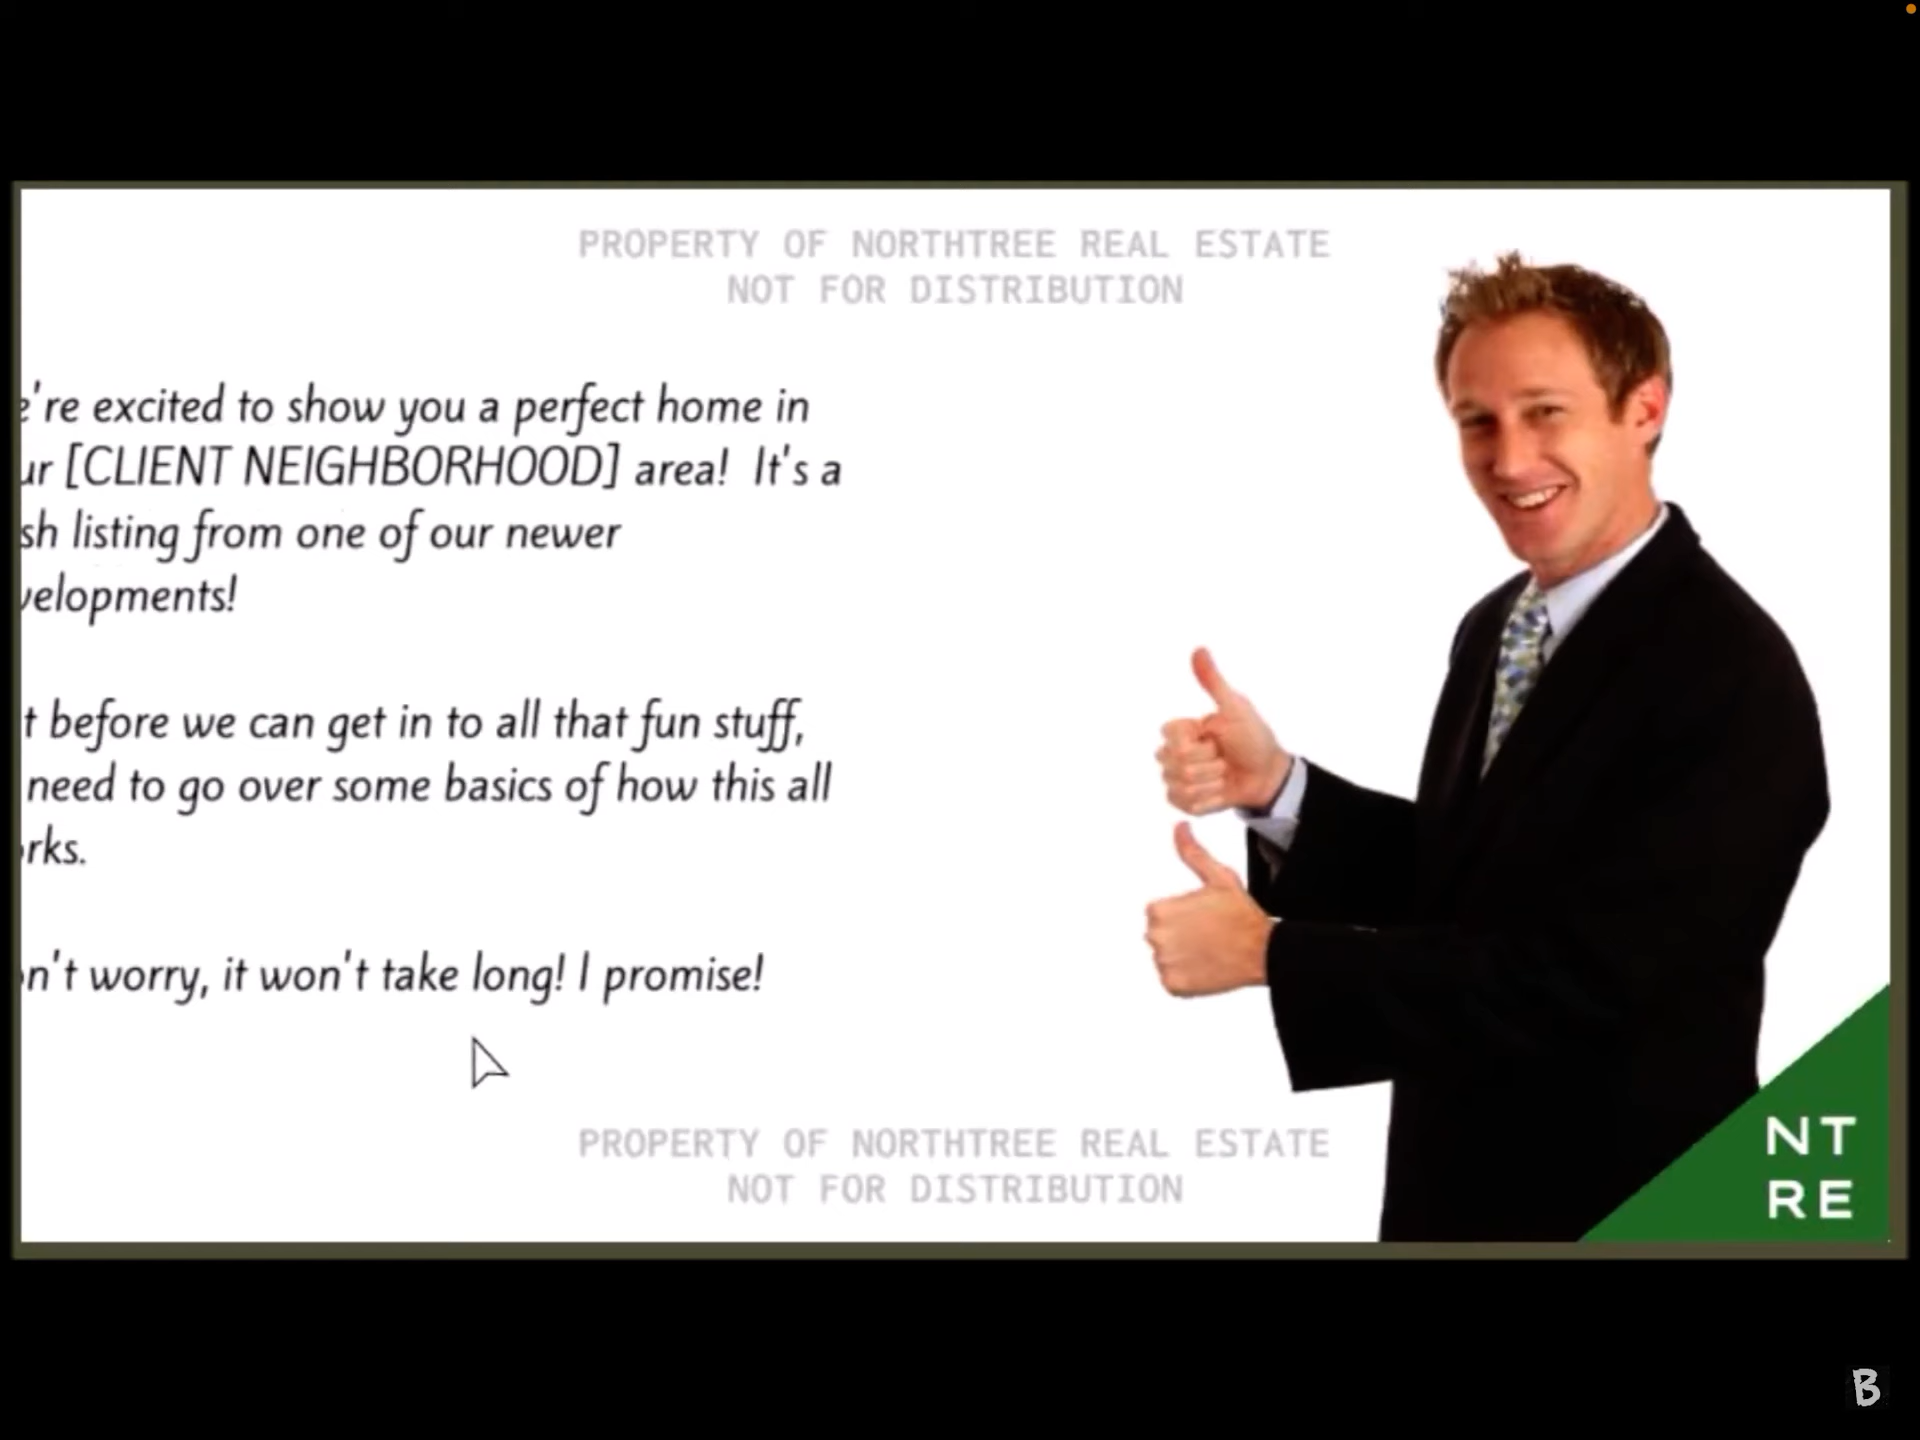 PROPERTY OF NORTHTREE REAL ESTATE
NOT FOR DISTRIBUTION
e're excited to show you a perfect home in
ur [CLIENT NEIGHBORHOOD] area! It's a
sh listing from one of our newer
velopments!
t before we can get in to all that fun stuff,
need to go over some basics of how this all
rks.
n't worry, it won't take long! I promise!
PROPERTY OF NORTHTREE REAL ESTATE
NOT FOR DISTRIBUTION
NT
RE
B